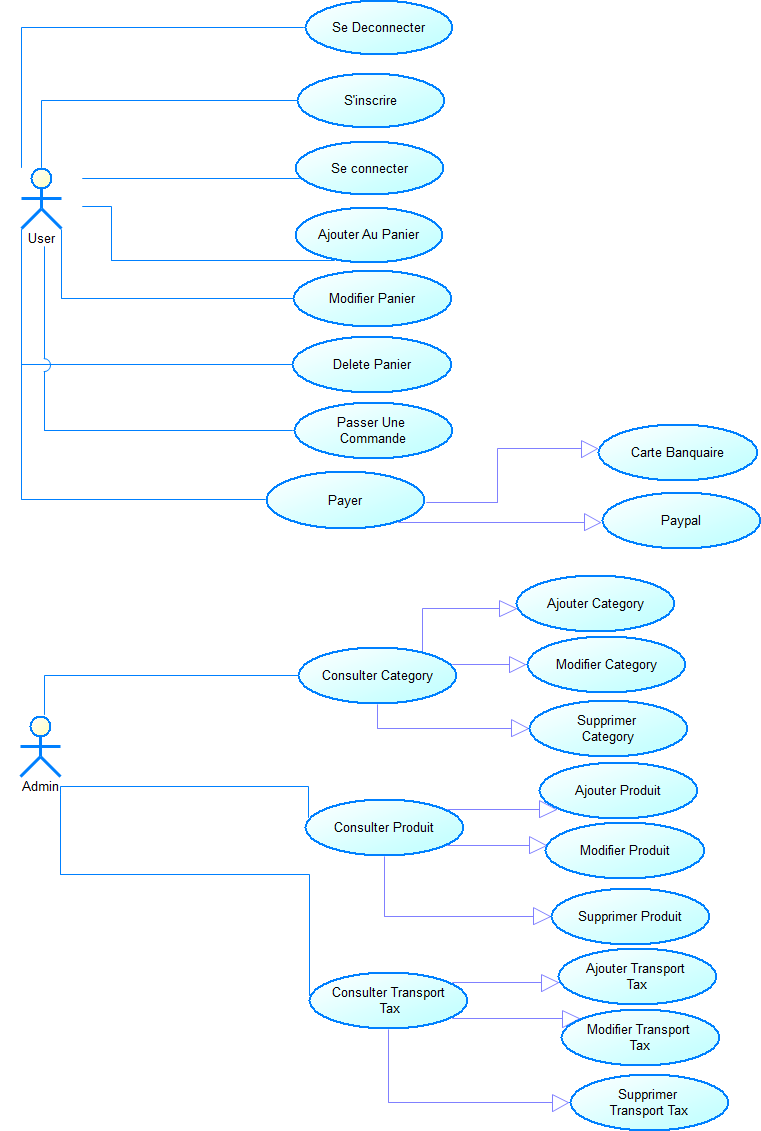 Se Deconnecter
S'inscrire
Se connecter
User
Ajouter Au Panier
Modifier Panier
Delete Panier
Passer Une
Commande
Carte Banquaire
Payer
Paypal
Ajouter Category
Consulter Category
Modifier Category
Supprimer
Category
Admin
Ajouter Produit
Consulter Produit
Modifier Produit
Supprimer Produit
Ajouter Transport
Tax
Consulter Transport
Tax
Modifier Transport
Tax
Supprimer
Transport Tax